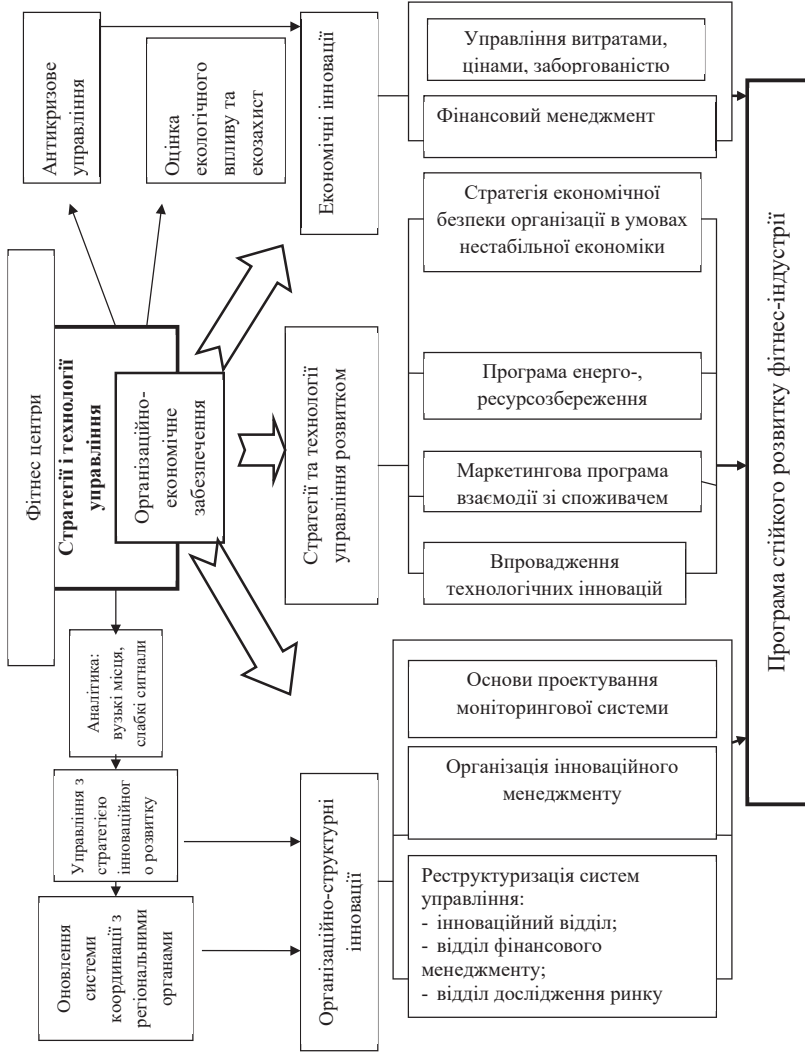 Фітнес центри
Стратегії і технології
управління
Організаційно-
економічне
забезпечення
Антикризове
управління
Оцінка
екологічного
впливу та
екозахист
Аналітика:
вузькі місця,
слабкі сигнали
Управління з
стратегією
інноваційног
о розвитку
Оновлення
системи
координації з
регіональними
органами
Організаційно-структурні
інновації
Стратегії та технології
управління розвитком
Економічні інновації
Управління витратами,
цінами, заборгованістю
Фінансовий менеджмент
Стратегія економічної
безпеки організації в умовах
нестабільної економіки
Програма енерго-,
ресурсозбереження
Маркетингова програма
взаємодії зі споживачем
Впровадження
технологічних інновацій
Основи проектування
моніторингової системи
Організація інноваційного
менеджменту
Реструктуризація систем
управління:
- інноваційний відділ;
- відділ фінансового
менеджменту;
- відділ дослідження ринку
Програма стійкого розвитку фітнес-індустрії